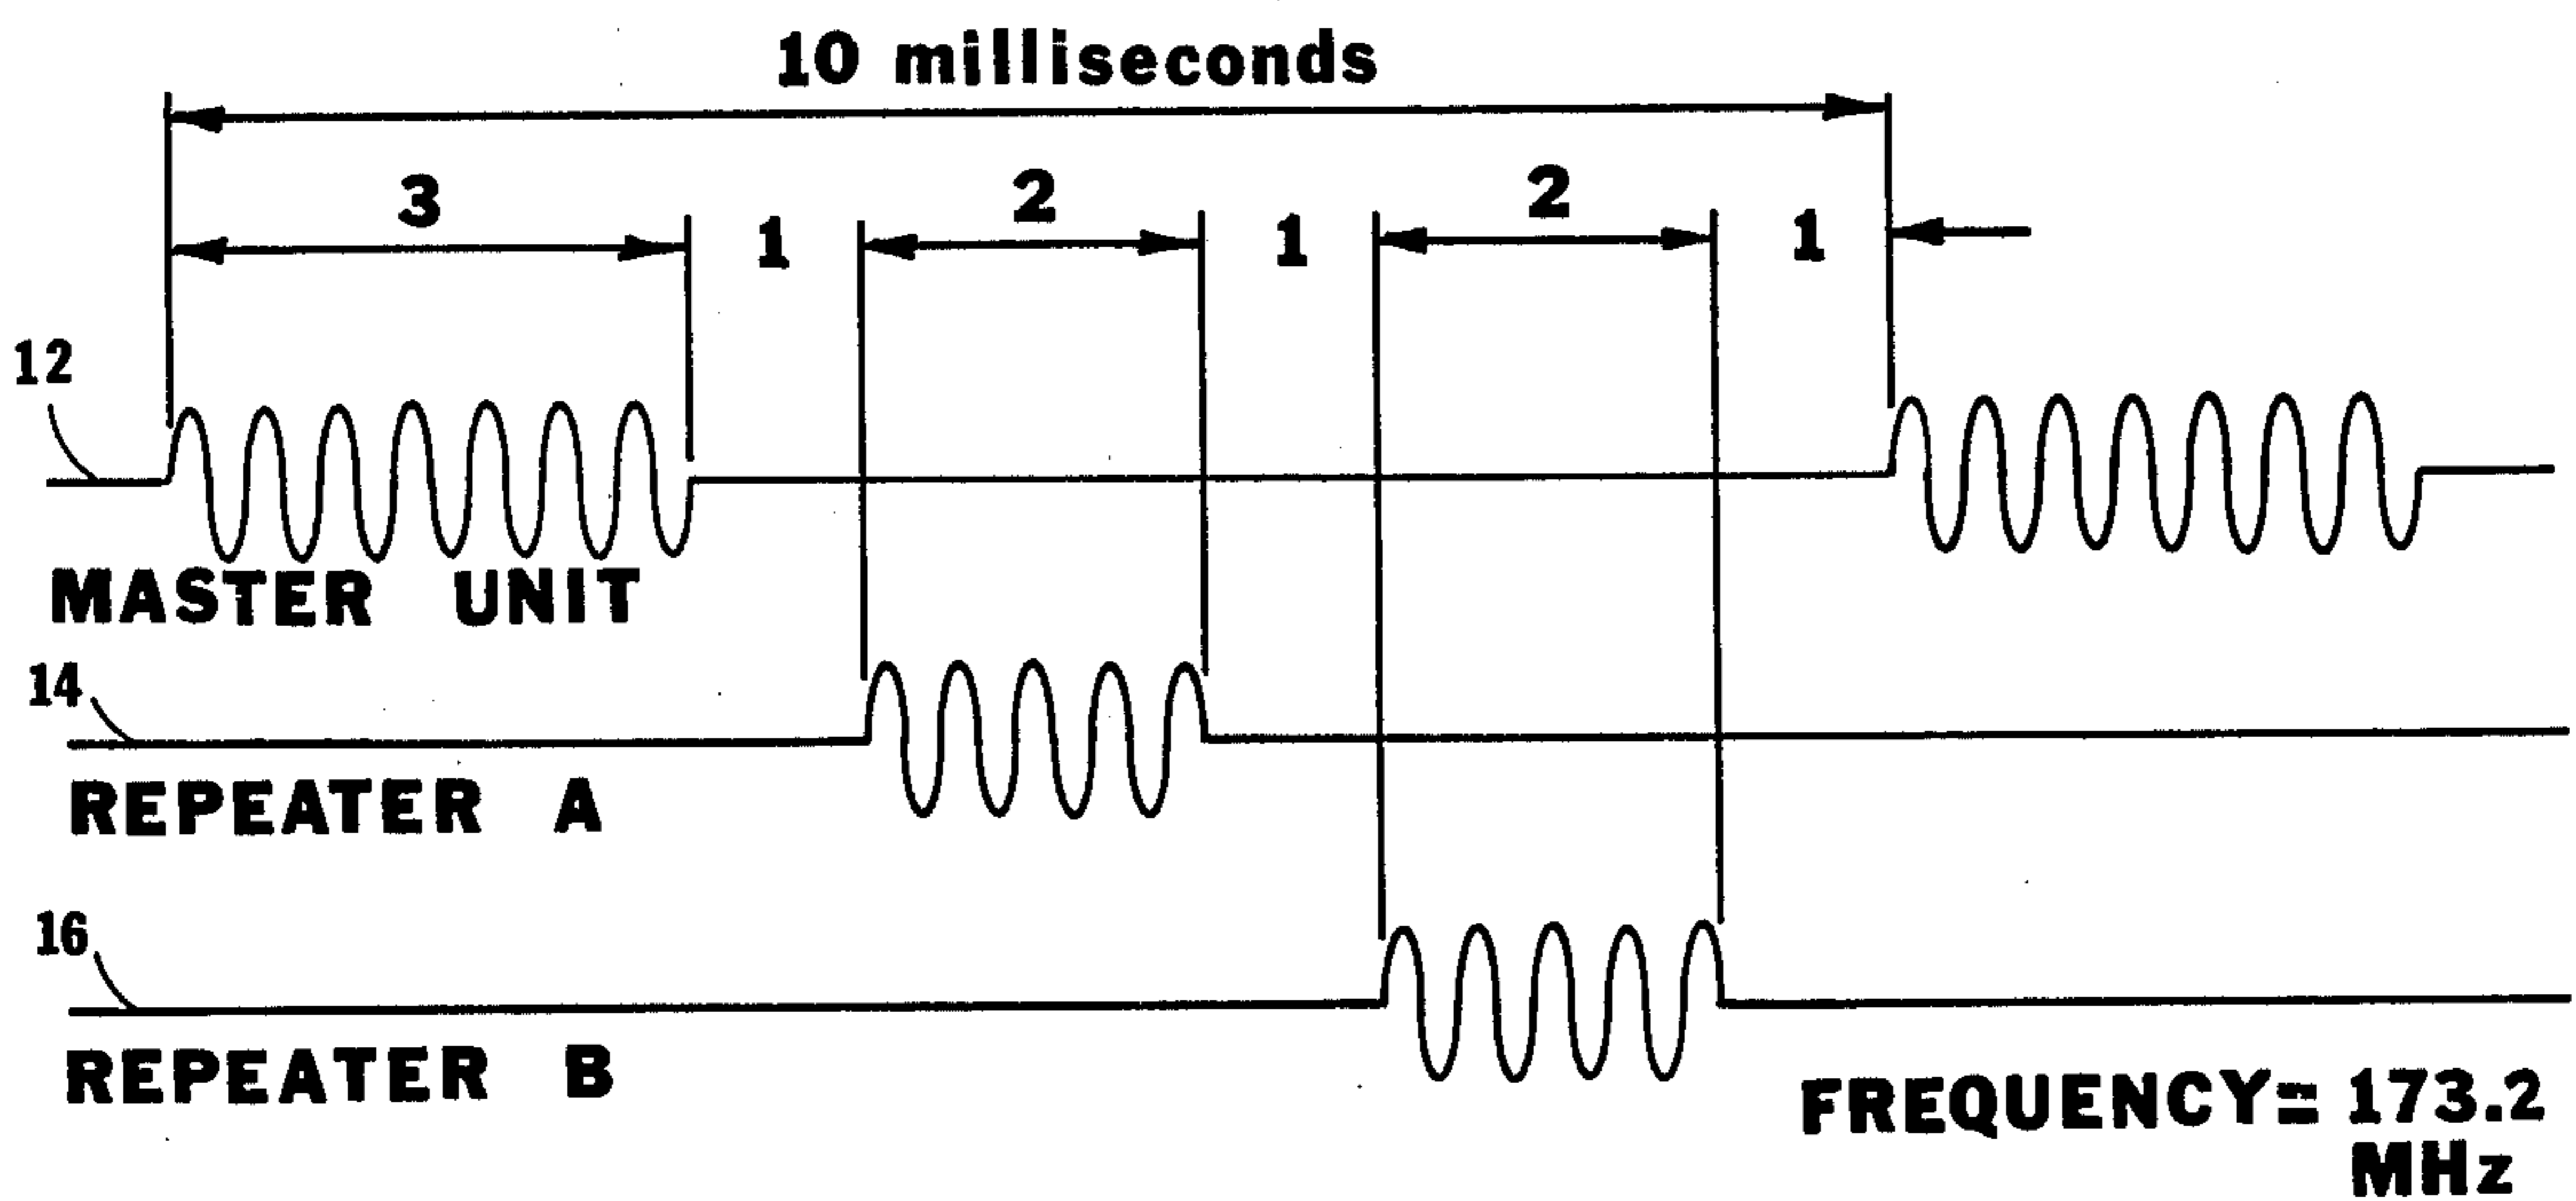 10 milliseconds
3 1 2 1 2 1
12
MASTER UNIT
14
REPEATER A
16
REPEATER B
FREQUENCY= 173.2
MHz